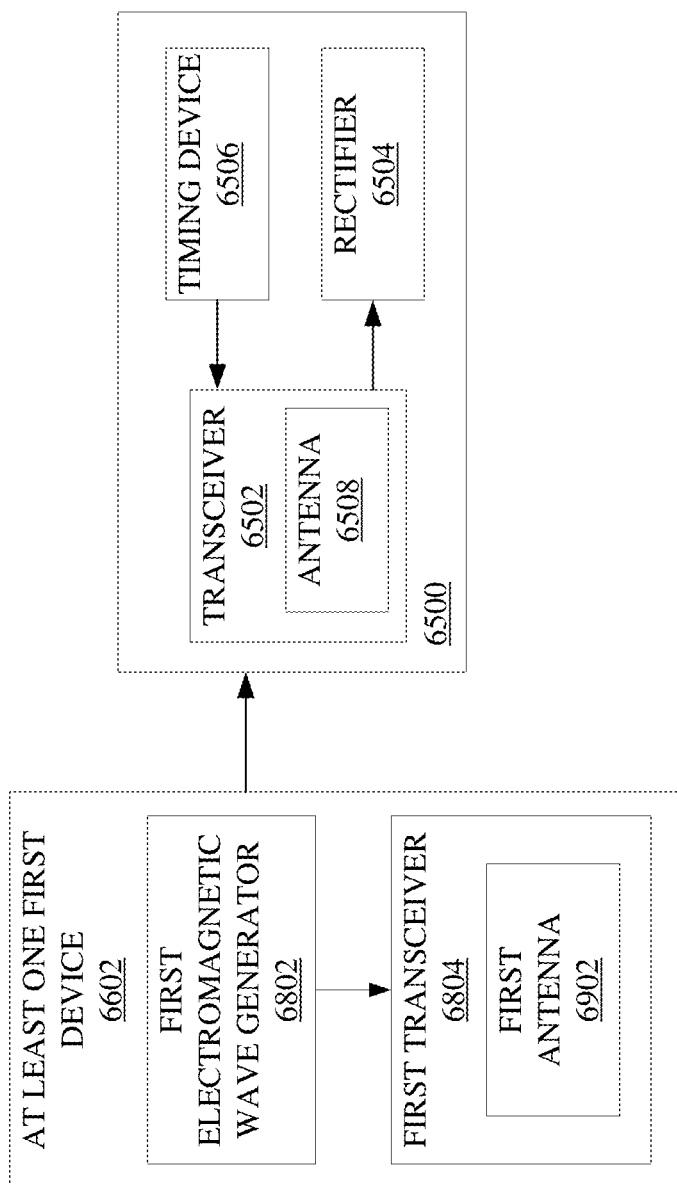 AT LEAST ONE FIRST
DEVICE
6602
FIRST
ELECTROMAGNETIC
WAVE GENERATOR
6802
FIRST TRANSCEIVER
6804
FIRST
ANTENNA
6902
TRANSCEIVER
6502
ANTENNA
6508
6500
TIMING DEVICE
6506
RECTIFIER
6504